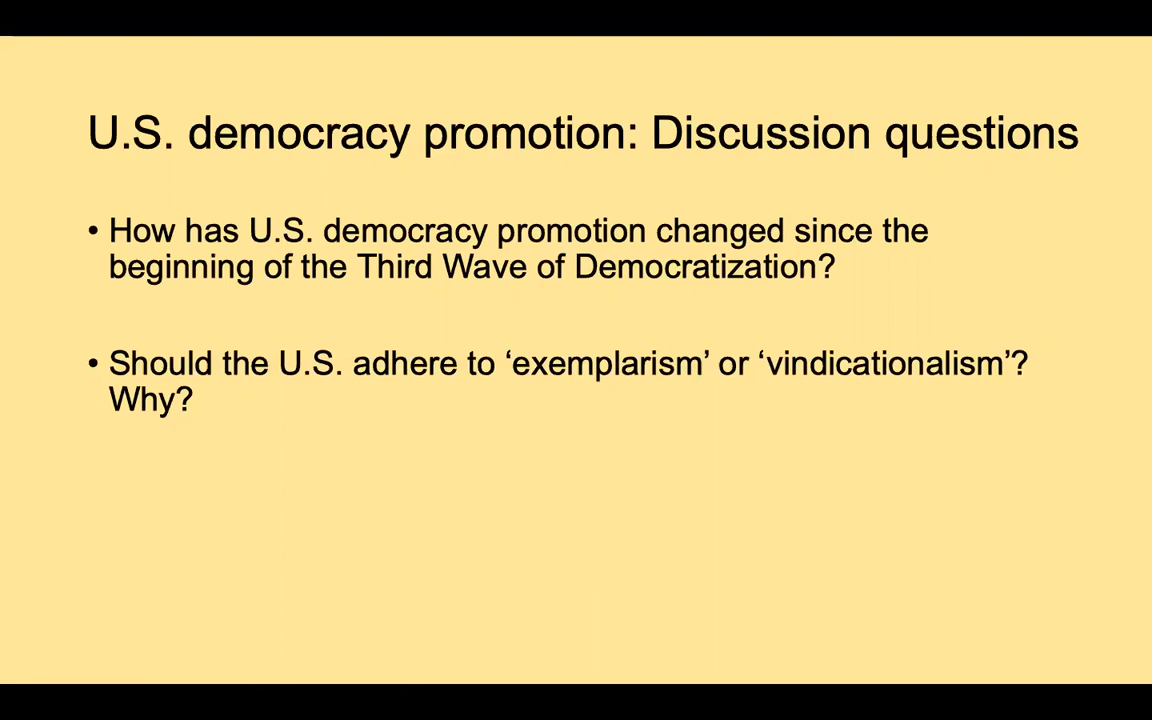 U.S. democracy promotion: Discussion questions
• How has U.S. democracy promotion changed since the
beginning of the Third Wave of Democratization?
• Should the U.S. adhere to ‘exemplarism’ or ‘vindicationalism’?
Why?